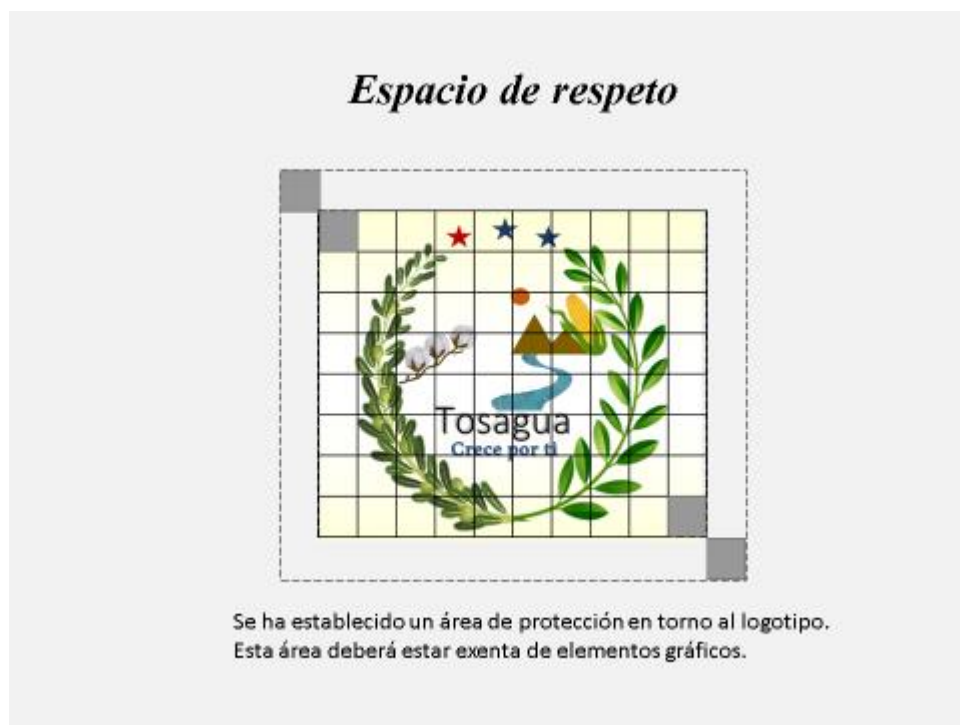 Espacio de respeto
Tosagua
Crece por ti
Se ha establecido un área de protección en torno al logotipo.
Esta área deberá estar exenta de elementos gráficos.